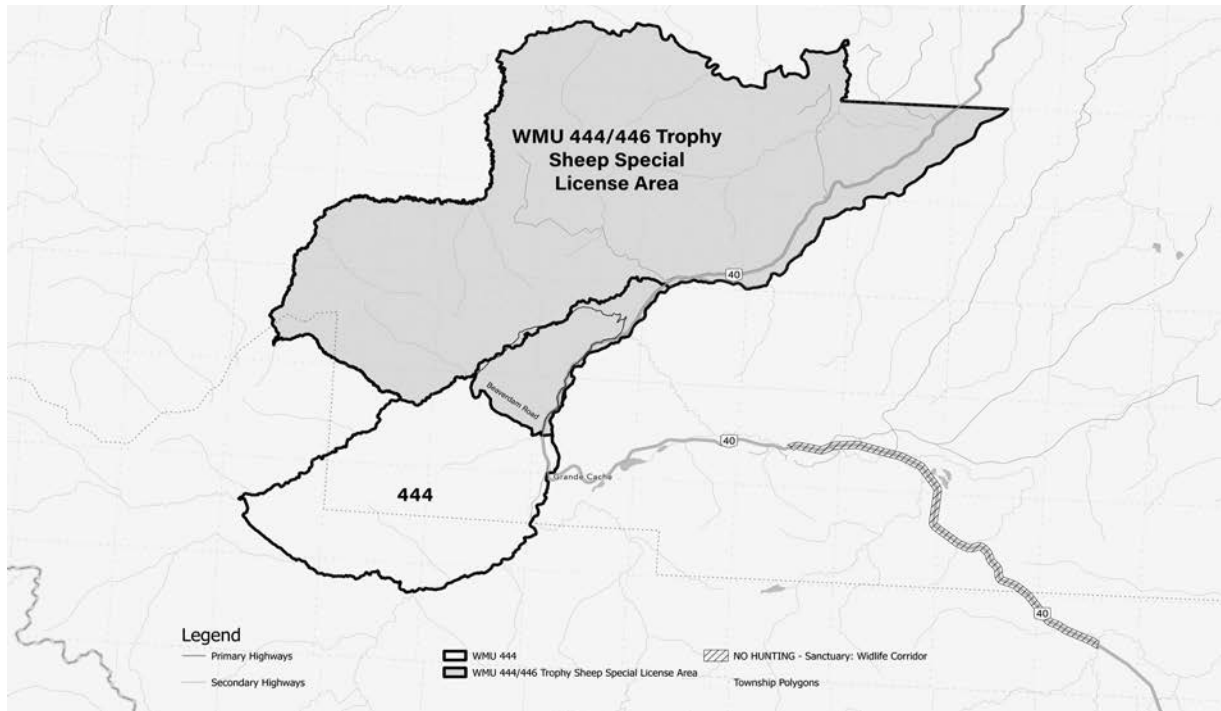 WMU 444/446 Trophy
Sheep Special
License Area
40
Beaverdam Road
40
Grande Cache
444
40
Legend
Primary Highways
Secondary Highways
WMU 444
WMU 444/446 Trophy Sheep Special License Area
NO HUNTING - Sanctuary: Widlife Corridor
Township Polygons